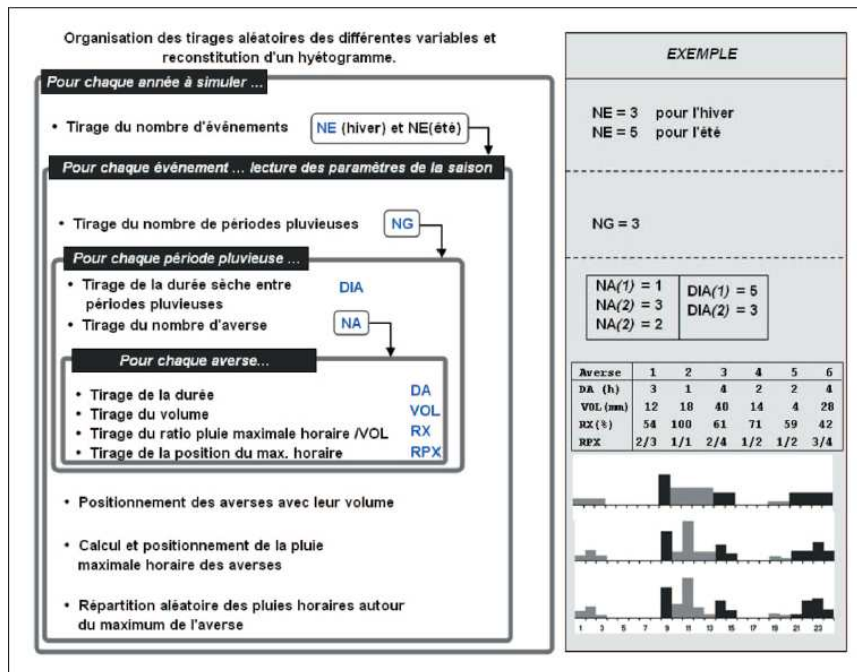 Organisation des tirages aléatoires des différentes variables et
reconstitution d'un hyétogramme.
Pour chaque année à simuler ...
• Tirage du nombre d'événements NE (hiver) et NE(été)
Pour chaque événement ... lecture des paramètres de la saison
• Tirage du nombre de périodes pluvieuses NG
Pour chaque période pluvieuse ...
• Tirage de la durée sèche entre
périodes pluvieuses DIA
• Tirage du nombre d'averse NA
Pour chaque averse...
• Tirage de la durée DA
• Tirage du volume VOL
• Tirage du ratio pluie maximale horaire /VOL RX
• Tirage de la position du max. horaire RPX
• Positionnement des averses avec leur volume
• Calcul et positionnement de la pluie
maximale horaire des averses
• Répartition aléatoire des pluies horaires autour
du maximum de l'averse
EXEMPLE
NE = 3 pour l'hiver
NE = 5 pour l'été
NG = 3
NA(1) = 1
NA(2) = 3
NA(2) = 2
DIA(1) = 5
DIA(2) = 3
Averse 1 2 3 4 5 6
DA (h) 3 1 4 2 2 4
VOL(mm) 12 18 40 14 4 28
RX(%) 54 100 61 71 59 42
RPX 2/3 1/1 2/4 1/2 1/2 3/4
1 3 5 7 9 11 13 15 17 19 21 23